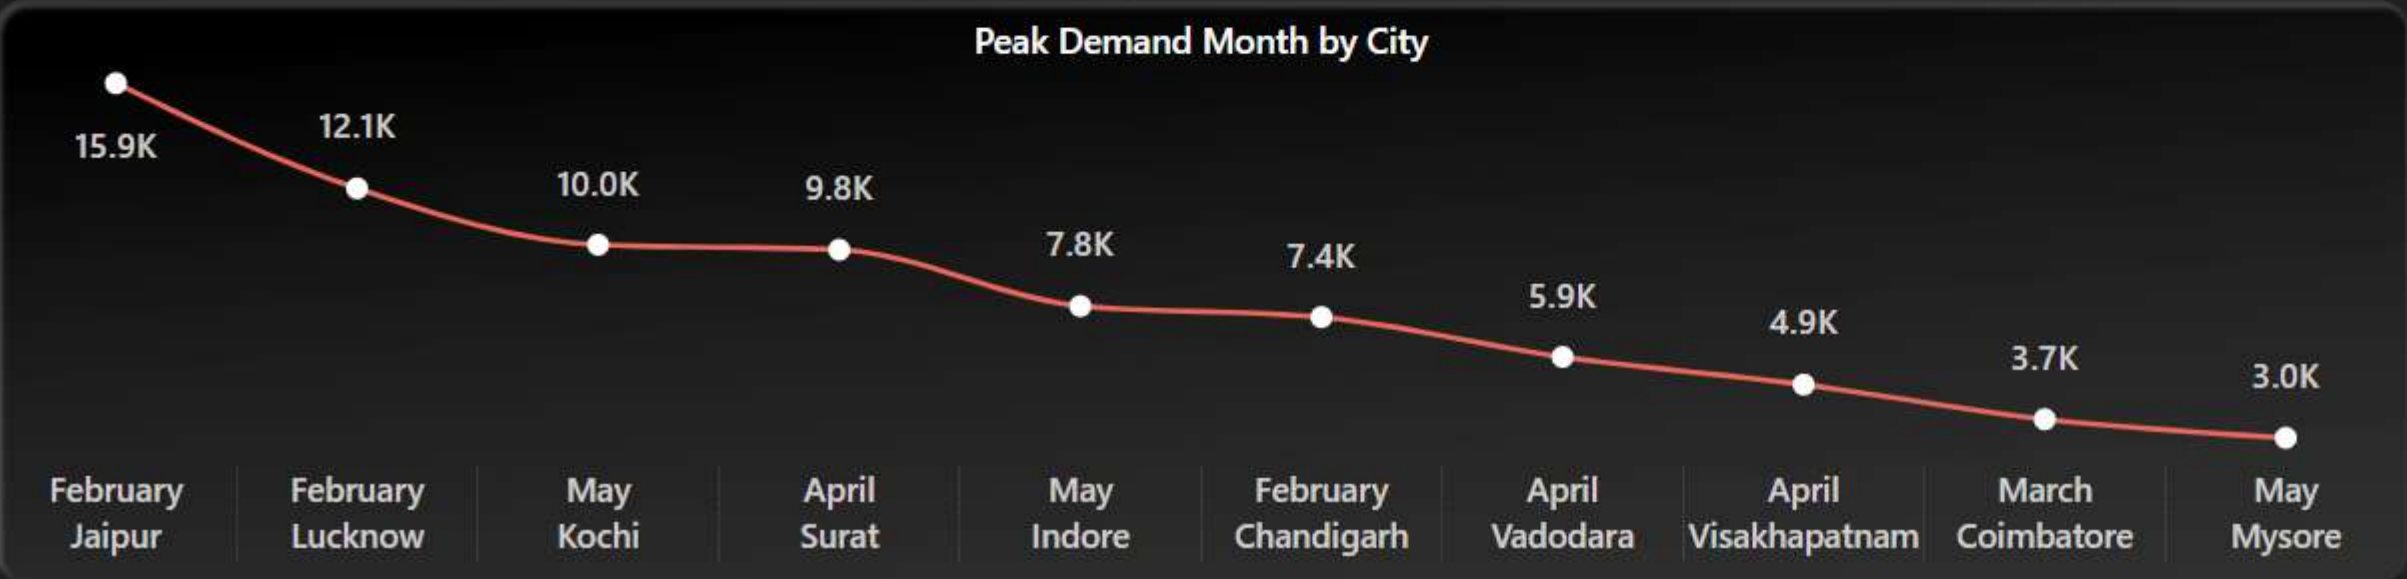 Peak Demand Month by City
15.9K
12.1K
10.0K
9.8K
7.8K
7.4K
5.9K
4.9K
3.7K
3.0K
February
Jaipur
February
Lucknow
May
Kochi
April
Surat
May
Indore
February
Chandigarh
April
Vadodara
April
Visakhapatnam
March
Coimbatore
May
Mysore